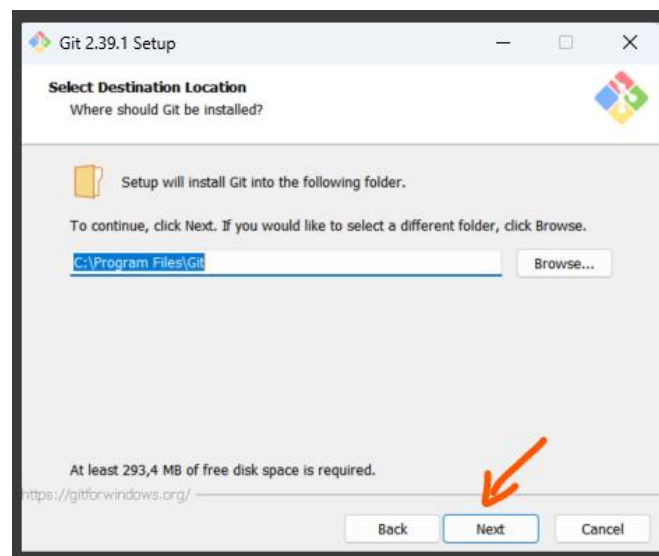 Git 2.39.1 Setup
Select Destination Location
Where should Git be installed?
Setup will install Git into the following folder.
To continue, click Next. If you would like to select a different folder, click Browse.
C:\Program Files\Git
Browse...
At least 293,4 MB of free disk space is required.
https://gitforwindows.org/
Back
Next
Cancel